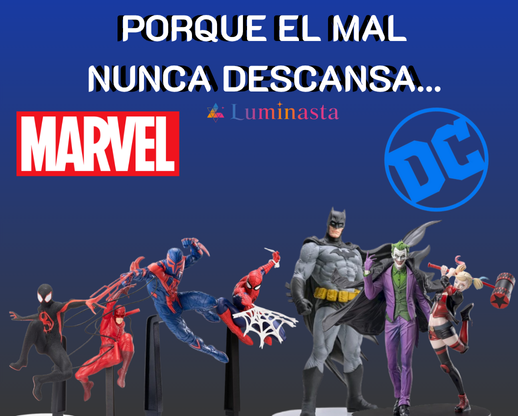 PORQUE EL MAL
NUNCA DESCANSA...
Luminasta
MARVEL
DC